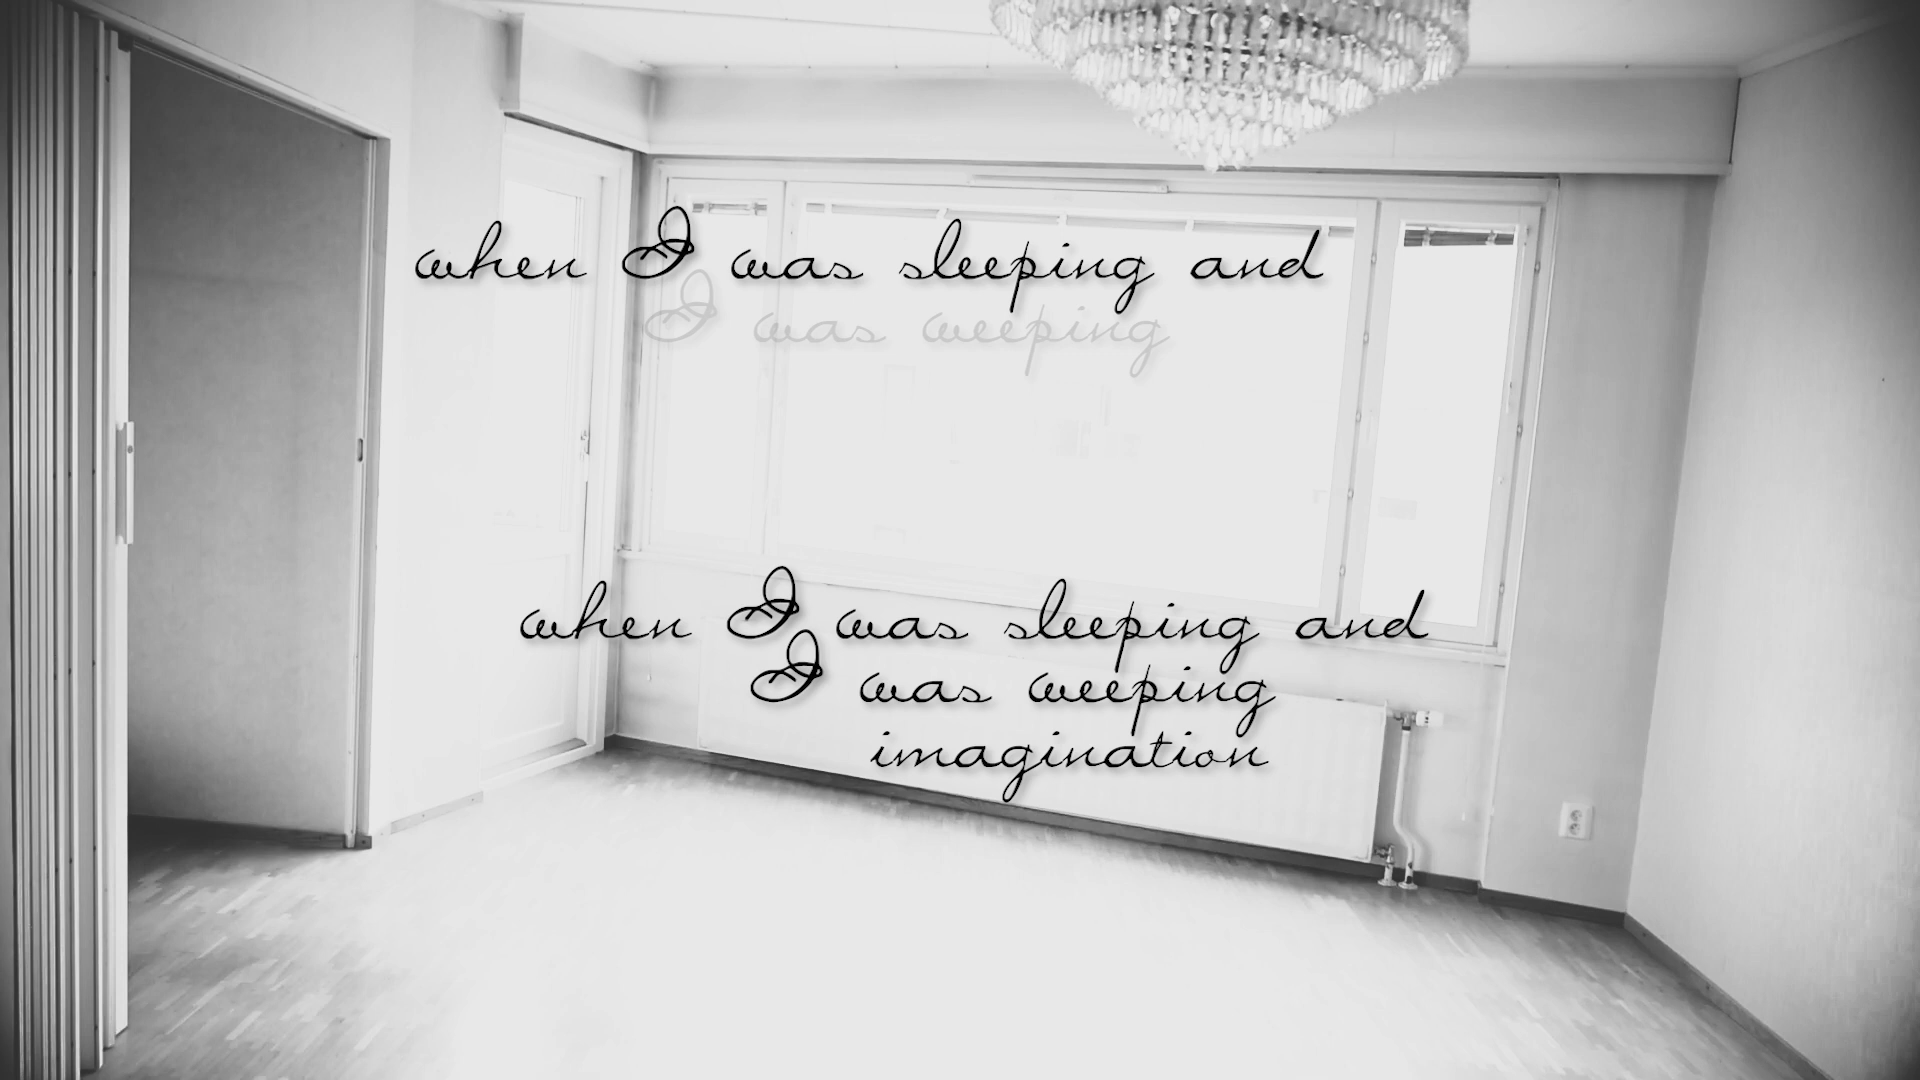 when I was sleeping and
I was weeping
when I was sleeping and
I was weeping
imagination